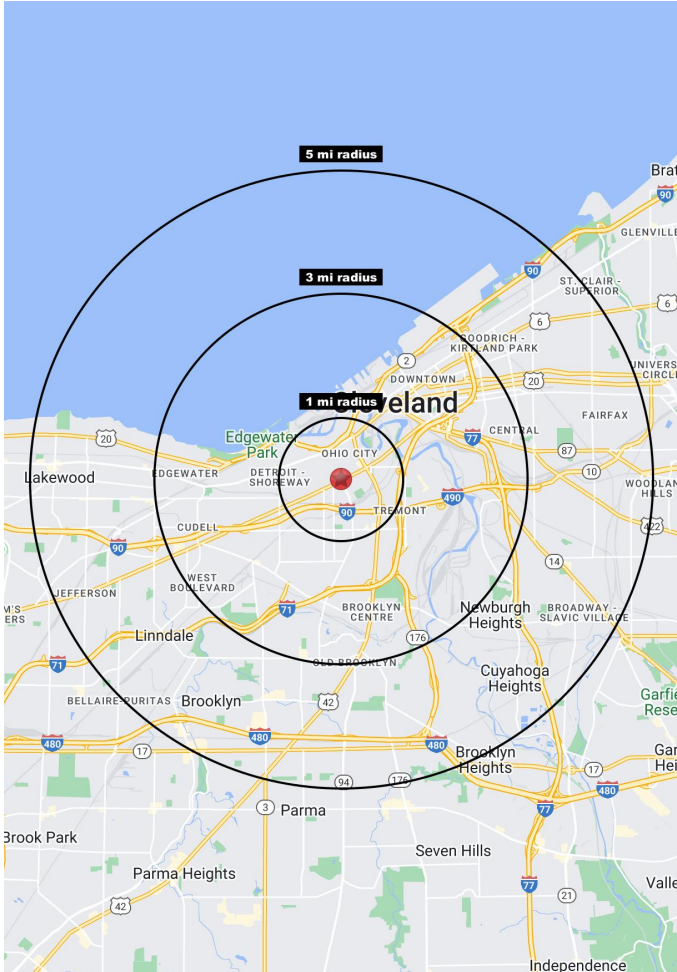 5 mi radius
Brat
90
GLENVILLE
3 mi radius
90
ST. CLAIR -
SUPERIOR
6
6
GOODRICH -
KIRTLAND PARK
2
UNIVERS
CIRCL
DOWNTOWN
20
1 mi radius
Cleveland
FAIRFAX
20
Edgewater
Park
CENTRAL
77
87
OHIO CITY
10
Lakewood
EDGEWATER
DETROIT -
SHOREWAY
WOODLAN
HILLS
490
90
TREMONT
CUDELL
422
90
14
WEST
BOULEVARD
JEFFERSON
M'S
ERS
71
BROOKLYN
CENTRE
Newburgh
Heights
BROADWAY -
SLAVIC VILLAGE
Linndale
176
71
OLD BROOKLYN
Cuyahoga
Heights
BELLAIRE-PURITAS
Brooklyn
42
Garfie
Rese
480
480
480
17
Brooklyn
Heights
Gar
Hei
17
94
176
480
3
Parma
77
Brook Park
Seven Hills
Parma Heights
77
Valle
42
21
Independence